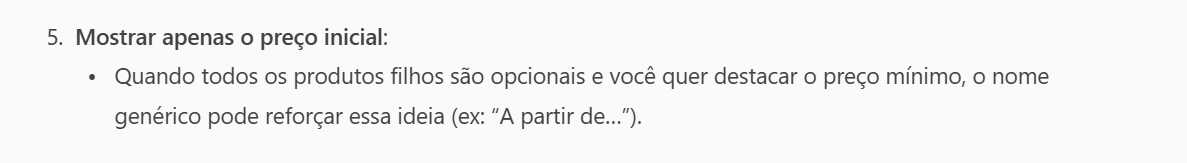 5. Mostrar apenas o preço inicial:
• Quando todos os produtos filhos são opcionais e você quer destacar o preço mínimo, o nome
genérico pode reforçar essa ideia (ex: “A partir de...”).